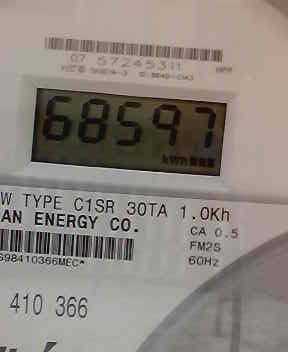 07 57245311
68597
kWh
W TYPE C1SR 30TA 1.0Kh
AN ENERGY CO.
CA 0.5
FM2S
60Hz
S98410366MEC*
410 366